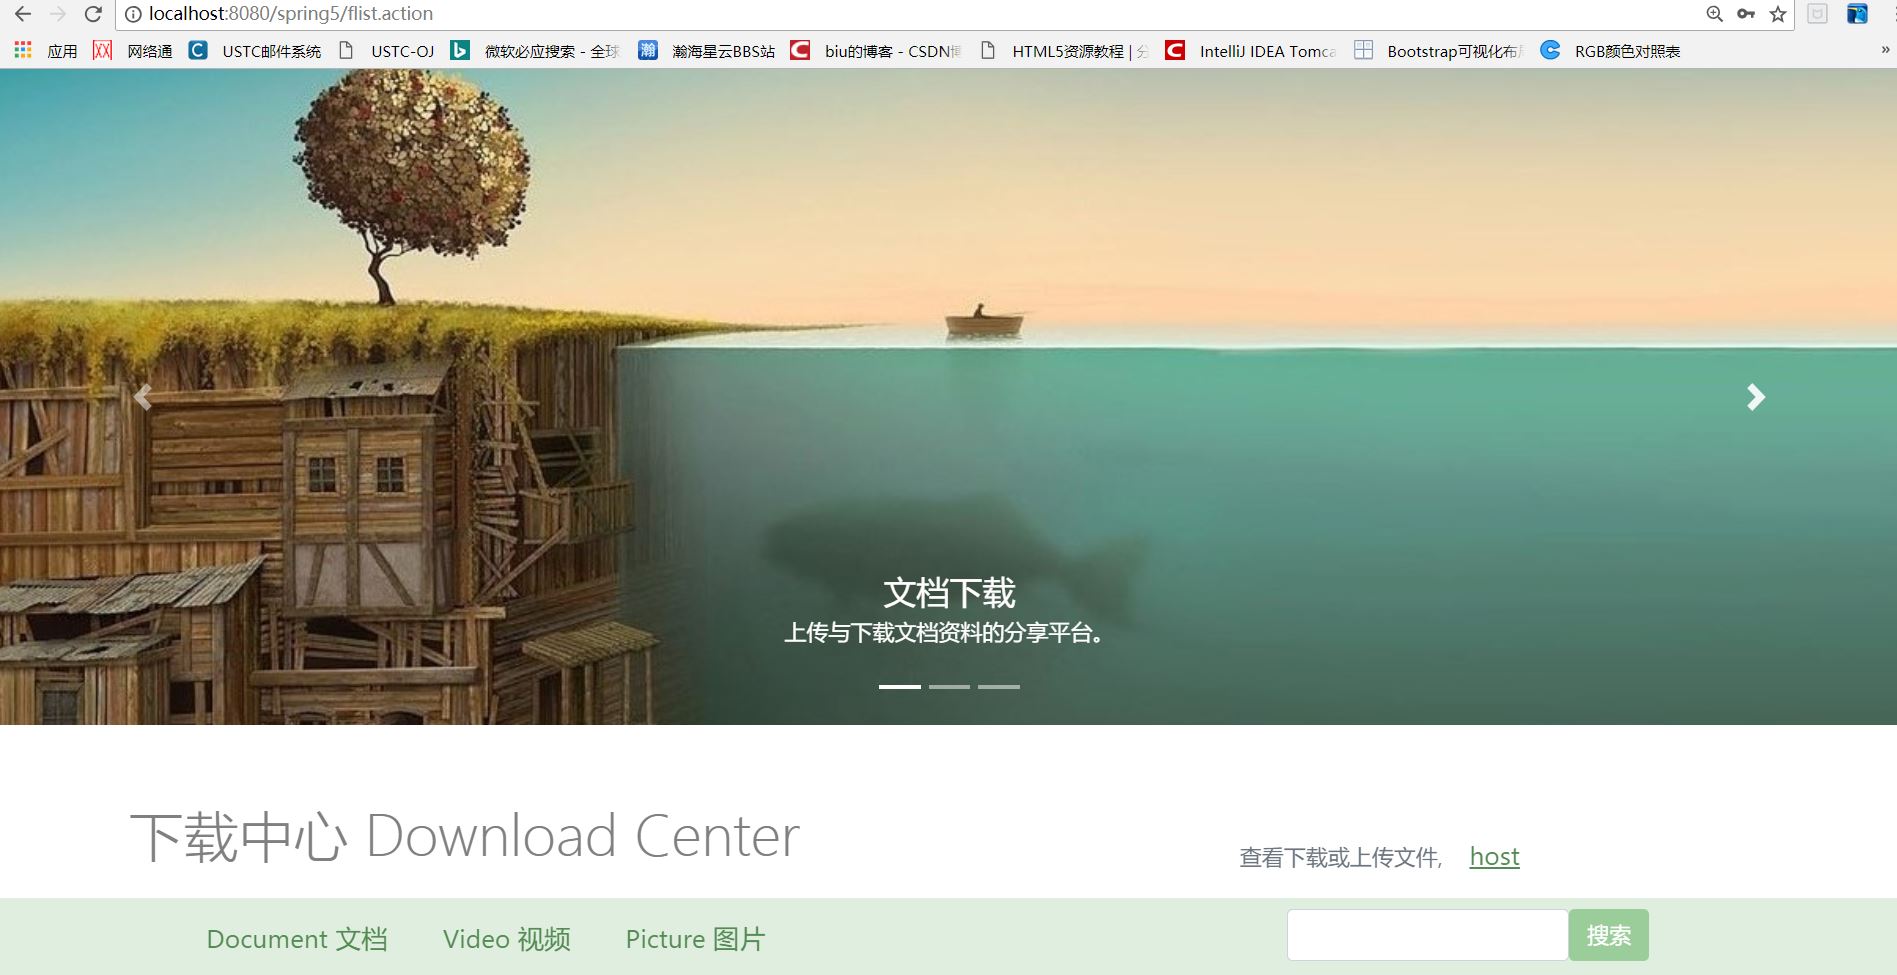 localhost:8080/spring5/flist.action
应用 网络通 USTC邮件系统 USTC-OJ 微软必应搜索 - 全球 瀚海星云BBS站 biu的博客 - CSDN博 HTML5资源教程 | 分 IntelliJ IDEA Tomca Bootstrap可视化布局 RGB颜色对照表 »
文档下载
上传与下载文档资料的分享平台。
下载中心 Download Center
查看下载或上传文件, host
Document 文档 Video 视频 Picture 图片 搜索